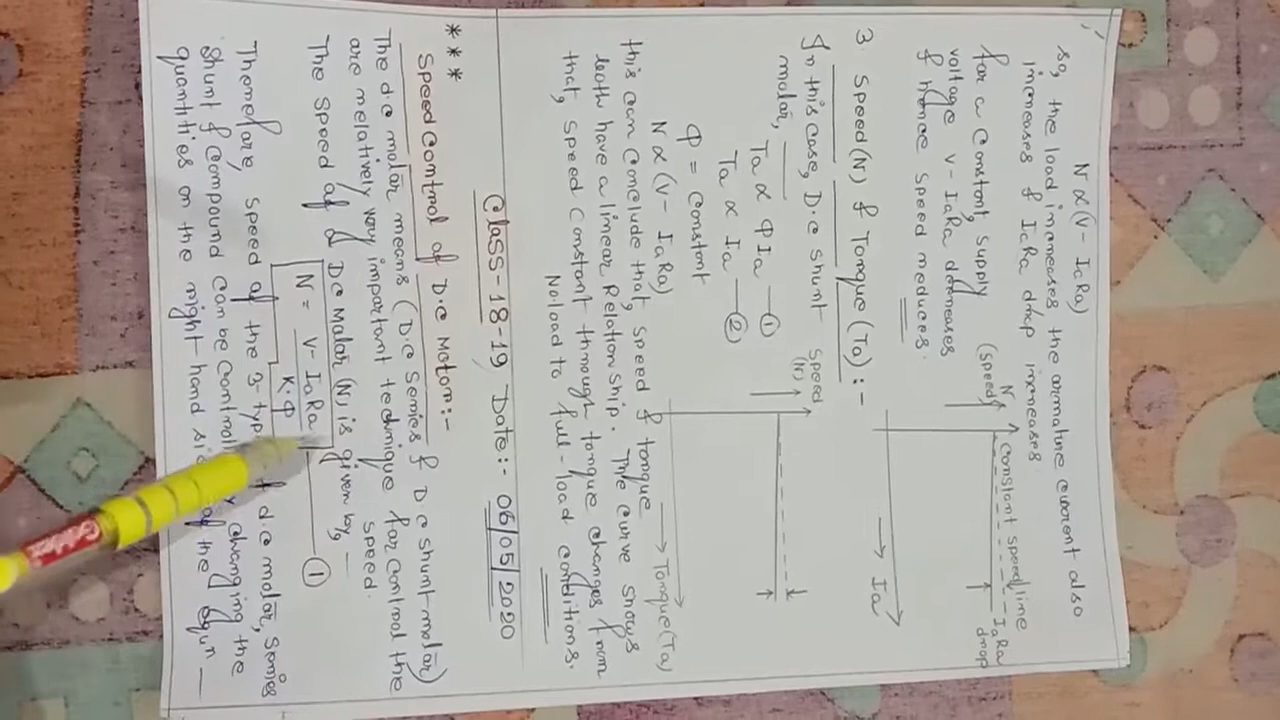 N α (V - IaRa)
so, the load increases the armature current also
increases & IaRa drop increases.
for a constant, supply
voltage V - IaRa decreases
& hence speed reduces.
N
(speed)
constant speed line
IaRa
drop
Ia
3 Speed (N) & Torque (Ta) :-
In this case, D.C shunt
motor,
Ta α Φ Ia — ①
Ta α Ia — ②
Φ = constant
N α (V - IaRa)
speed
(N)
Torque (Ta)
this can conclude that, speed & torque
both have a linear Relationship. The curve shows
that, speed constant through torque changes from
No load to full-load conditions.
Class-18-19, Date:- 06/05/2020
***
Speed Control of D.C Motor:-
The d.c motor means (D.C series & D.C shunt motor)
are relatively very important technique for control the
speed.
The speed of DC Motor (N) is given by, —
N = V - IaRa / K.Φ — ①
Therefore, speed of the 3-typ d.c motor, series
shunt & compound can be control changing the
quantities on the right hand of the equn —